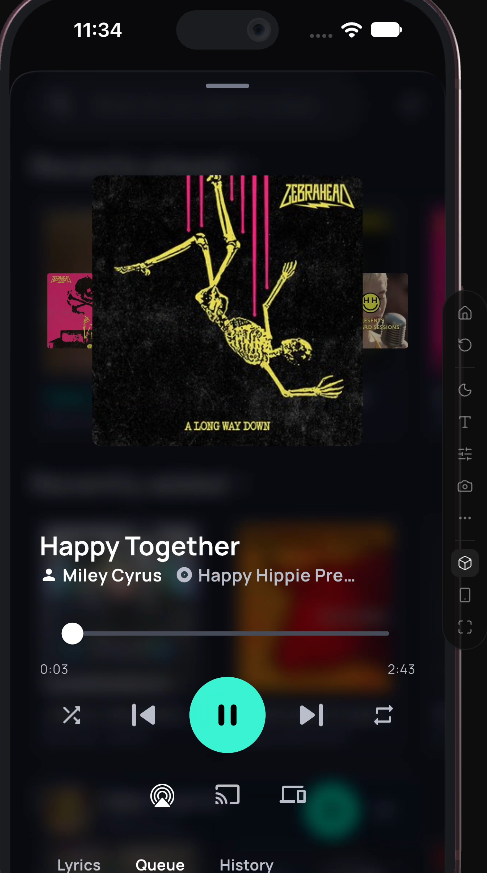 11:34
ZEBRAHEAD
A LONG WAY DOWN
Happy Together
Miley Cyrus
Happy Hippie Pre...
0:03
2:43
Lyrics
Queue
History